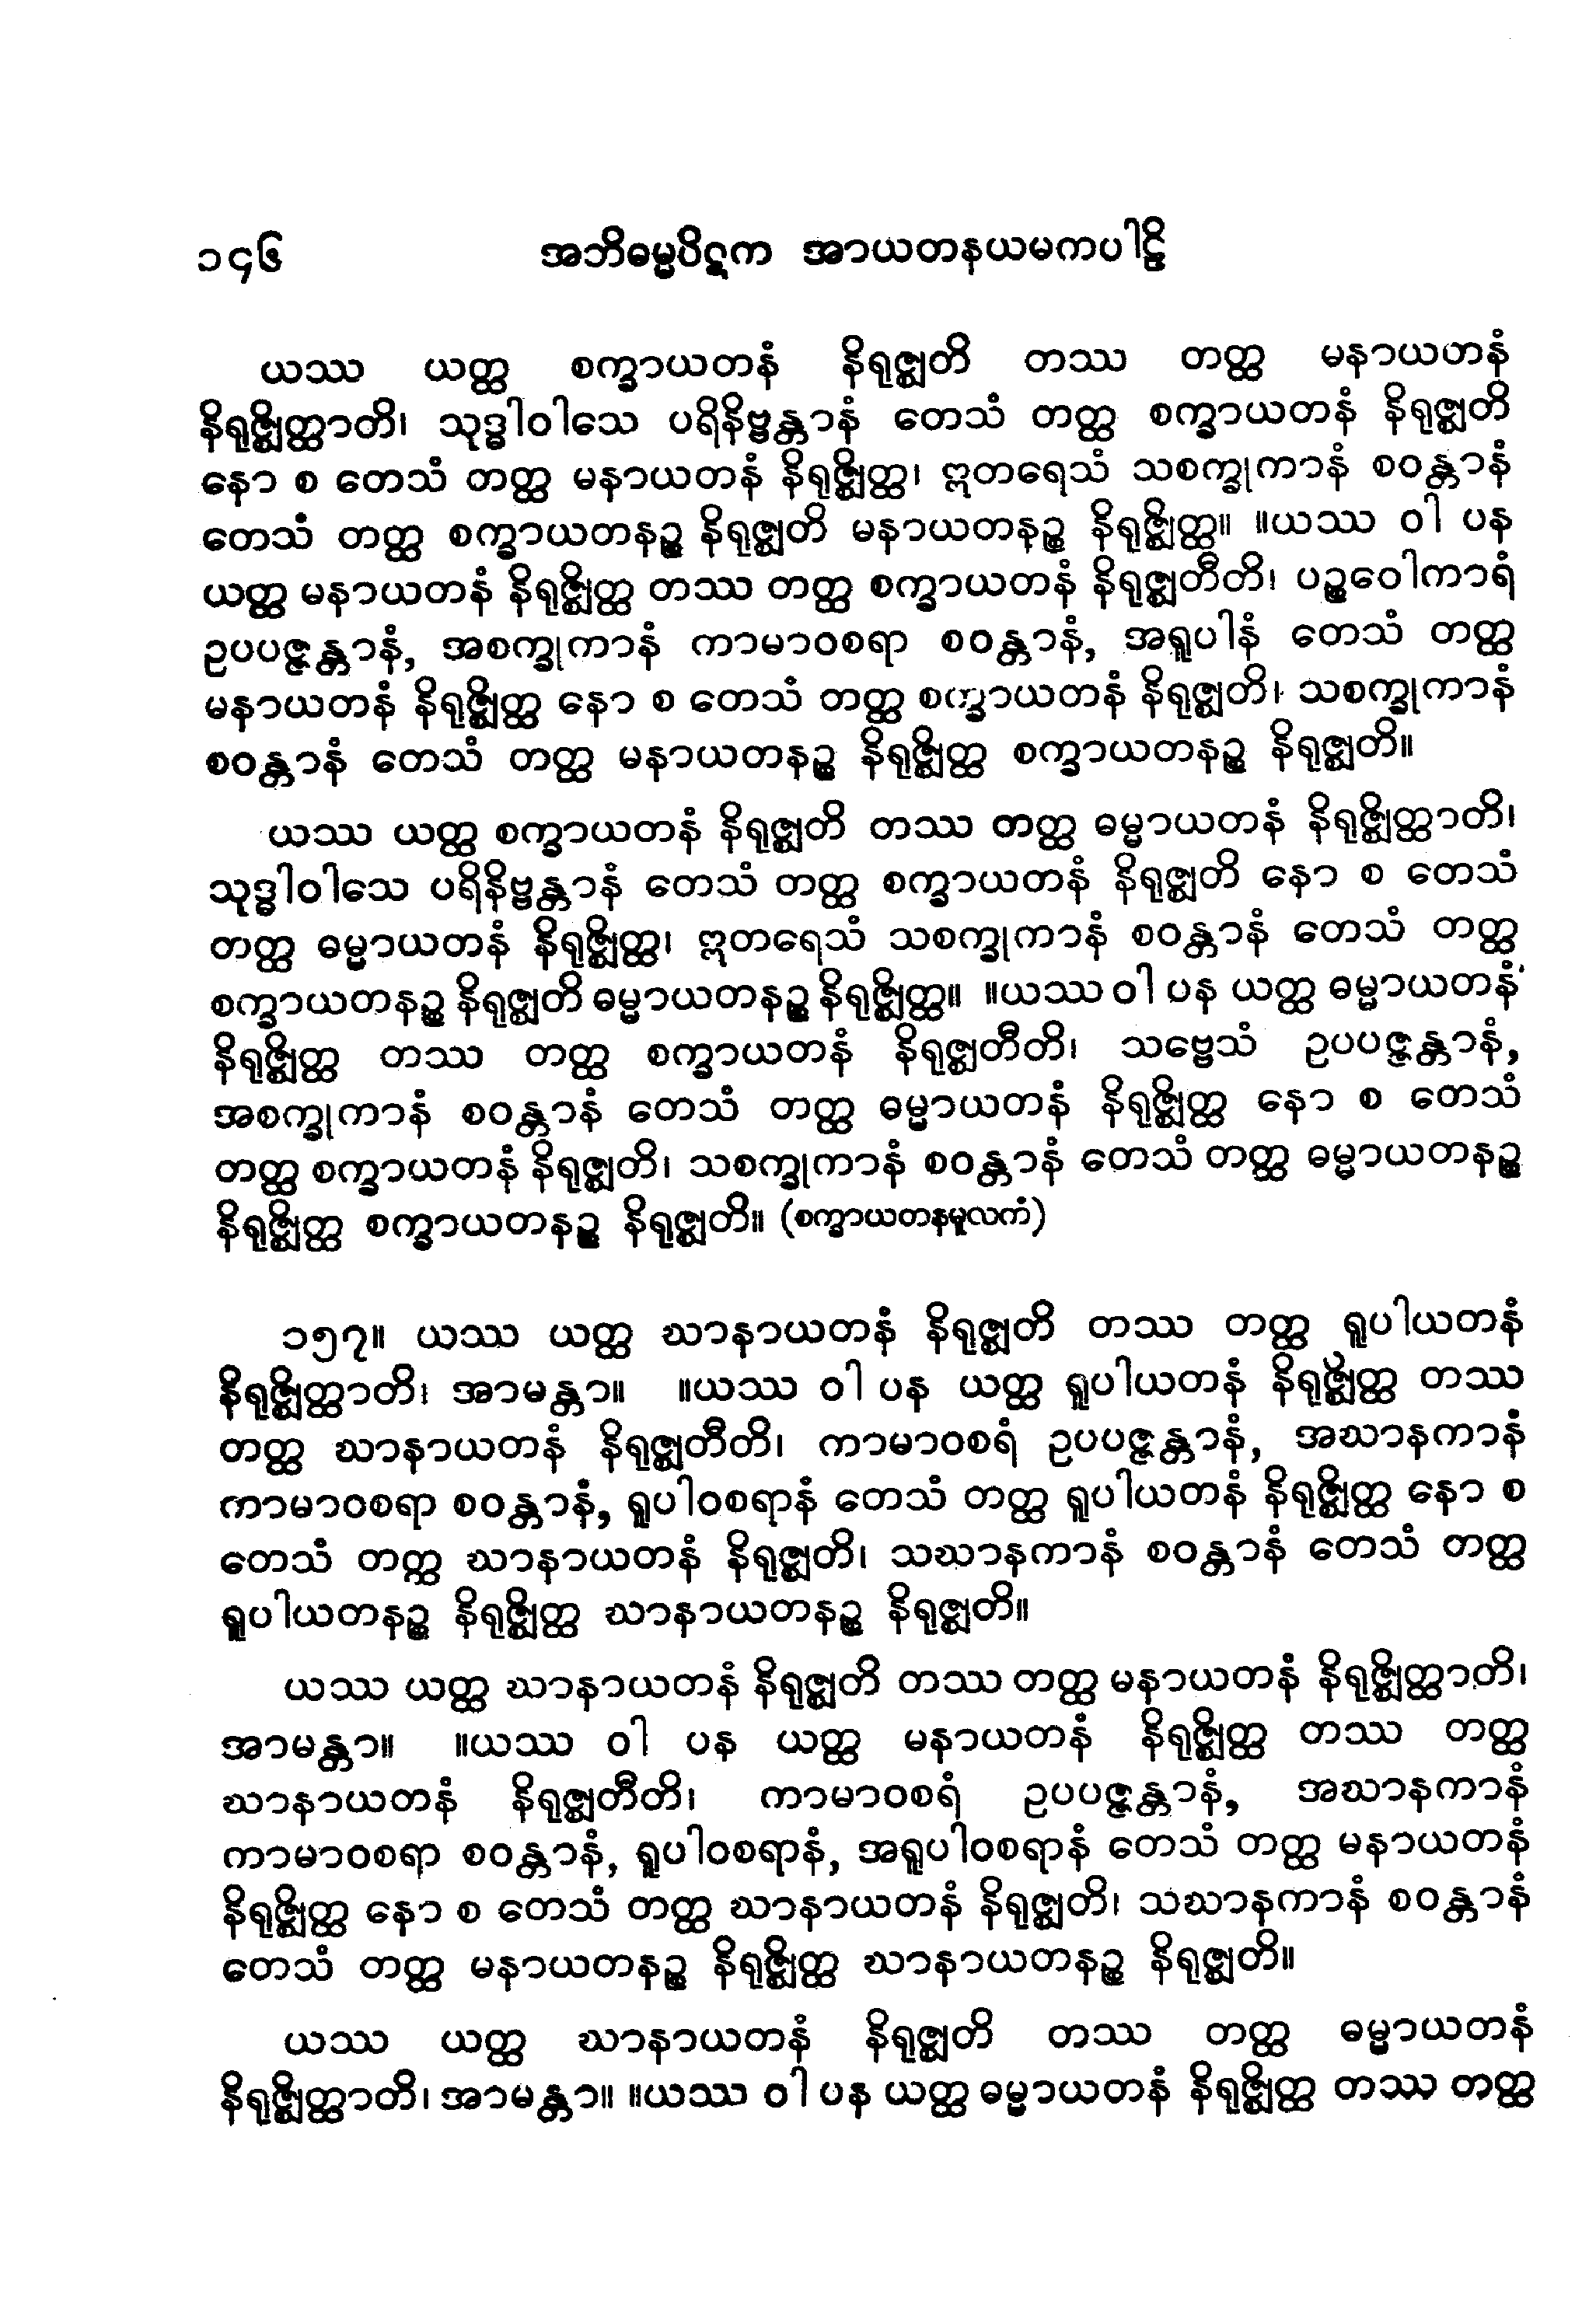 ၁၄၆ အဘိဓမ္မပိဋက အာယတနယမကပါဠိ
ယဿ ယတ္ထ စက္ခာယတနံ နိရုဇ္ဈတိ တဿ တတ္ထ မနာယတနံ
နိရုဇ္ဈိတ္ထာတိ၊ သုဒ္ဓါဝါသေ ပရိနိဗ္ဗန္တာနံ တေသံ တတ္ထ စက္ခာယတနံ နိရုဇ္ဈတိ
နော စ တေသံ တတ္ထ မနာယတနံ နိရုဇ္ဈိတ္ထ၊ ဣတရေသံ သစက္ခုကာနံ စဝန္တာနံ
တေသံ တတ္ထ စက္ခာယတနဉ္စ နိရုဇ္ဈတိ မနာယတနဉ္စ နိရုဇ္ဈိတ္ထ။ ။ယဿ ဝါ ပန
ယတ္ထ မနာယတနံ နိရုဇ္ဈိတ္ထ တဿ တတ္ထ စက္ခာယတနံ နိရုဇ္ဈတီတိ၊ ပဉ္စဝေါကာရံ
ဥပပဇ္ဇန္တာနံ, အစက္ခုကာနံ ကာမာဝစရာ စဝန္တာနံ, အရူပါနံ တေသံ တတ္ထ
မနာယတနံ နိရုဇ္ဈိတ္ထ နော စ တေသံ တတ္ထ စက္ခာယတနံ နိရုဇ္ဈတိ၊ သစက္ခုကာနံ
စဝန္တာနံ တေသံ တတ္ထ မနာယတနဉ္စ နိရုဇ္ဈိတ္ထ စက္ခာယတနဉ္စ နိရုဇ္ဈတိ။
ယဿ ယတ္ထ စက္ခာယတနံ နိရုဇ္ဈတိ တဿ တတ္ထ ဓမ္မာယတနံ နိရုဇ္ဈိတ္ထာတိ၊
သုဒ္ဓါဝါသေ ပရိနိဗ္ဗန္တာနံ တေသံ တတ္ထ စက္ခာယတနံ နိရုဇ္ဈတိ နော စ တေသံ
တတ္ထ ဓမ္မာယတနံ နိရုဇ္ဈိတ္ထ၊ ဣတရေသံ သစက္ခုကာနံ စဝန္တာနံ တေသံ တတ္ထ
စက္ခာယတနဉ္စ နိရုဇ္ဈတိ ဓမ္မာယတနဉ္စ နိရုဇ္ဈိတ္ထ။ ။ယဿ ဝါ ပန ယတ္ထ ဓမ္မာယတနံ
နိရုဇ္ဈိတ္ထ တဿ တတ္ထ စက္ခာယတနံ နိရုဇ္ဈတီတိ၊ သဗ္ဗေသံ ဥပပဇ္ဇန္တာနံ,
အစက္ခုကာနံ စဝန္တာနံ တေသံ တတ္ထ ဓမ္မာယတနံ နိရုဇ္ဈိတ္ထ နော စ တေသံ
တတ္ထ စက္ခာယတနံ နိရုဇ္ဈတိ၊ သစက္ခုကာနံ စဝန္တာနံ တေသံ တတ္ထ ဓမ္မာယတနဉ္စ
နိရုဇ္ဈိတ္ထ စက္ခာယတနဉ္စ နိရုဇ္ဈတိ။ (စက္ခာယတနမူလကံ)
၁၅၇။ ယဿ ယတ္ထ ဃာနာယတနံ နိရုဇ္ဈတိ တဿ တတ္ထ ရူပါယတနံ
နိရုဇ္ဈိတ္ထာတိ၊ အာမန္တာ။ ။ယဿ ဝါ ပန ယတ္ထ ရူပါယတနံ နိရုဇ္ဈိတ္ထ တဿ
တတ္ထ ဃာနာယတနံ နိရုဇ္ဈတီတိ၊ ကာမာဝစရံ ဥပပဇ္ဇန္တာနံ, အဃာနကာနံ
ကာမာဝစရာ စဝန္တာနံ, ရူပါဝစရာနံ တေသံ တတ္ထ ရူပါယတနံ နိရုဇ္ဈိတ္ထ နော စ
တေသံ တတ္ထ ဃာနာယတနံ နိရုဇ္ဈတိ၊ သဃာနကာနံ စဝန္တာနံ တေသံ တတ္ထ
ရူပါယတနဉ္စ နိရုဇ္ဈိတ္ထ ဃာနာယတနဉ္စ နိရုဇ္ဈတိ။
ယဿ ယတ္ထ ဃာနာယတနံ နိရုဇ္ဈတိ တဿ တတ္ထ မနာယတနံ နိရုဇ္ဈိတ္ထာတိ၊
အာမန္တာ။ ။ယဿ ဝါ ပန ယတ္ထ မနာယတနံ နိရုဇ္ဈိတ္ထ တဿ တတ္ထ
ဃာနာယတနံ နိရုဇ္ဈတီတိ၊ ကာမာဝစရံ ဥပပဇ္ဇန္တာနံ, အဃာနကာနံ
ကာမာဝစရာ စဝန္တာနံ, ရူပါဝစရာနံ, အရူပါဝစရာနံ တေသံ တတ္ထ မနာယတနံ
နိရုဇ္ဈိတ္ထ နော စ တေသံ တတ္ထ ဃာနာယတနံ နိရုဇ္ဈတိ၊ သဃာနကာနံ စဝန္တာနံ
တေသံ တတ္ထ မနာယတနဉ္စ နိရုဇ္ဈိတ္ထ ဃာနာယတနဉ္စ နိရုဇ္ဈတိ။
ယဿ ယတ္ထ ဃာနာယတနံ နိရုဇ္ဈတိ တဿ တတ္ထ ဓမ္မာယတနံ
နိရုဇ္ဈိတ္ထာတိ၊ အာမန္တာ။ ။ယဿ ဝါ ပန ယတ္ထ ဓမ္မာယတနံ နိရုဇ္ဈိတ္ထ တဿ တတ္ထ